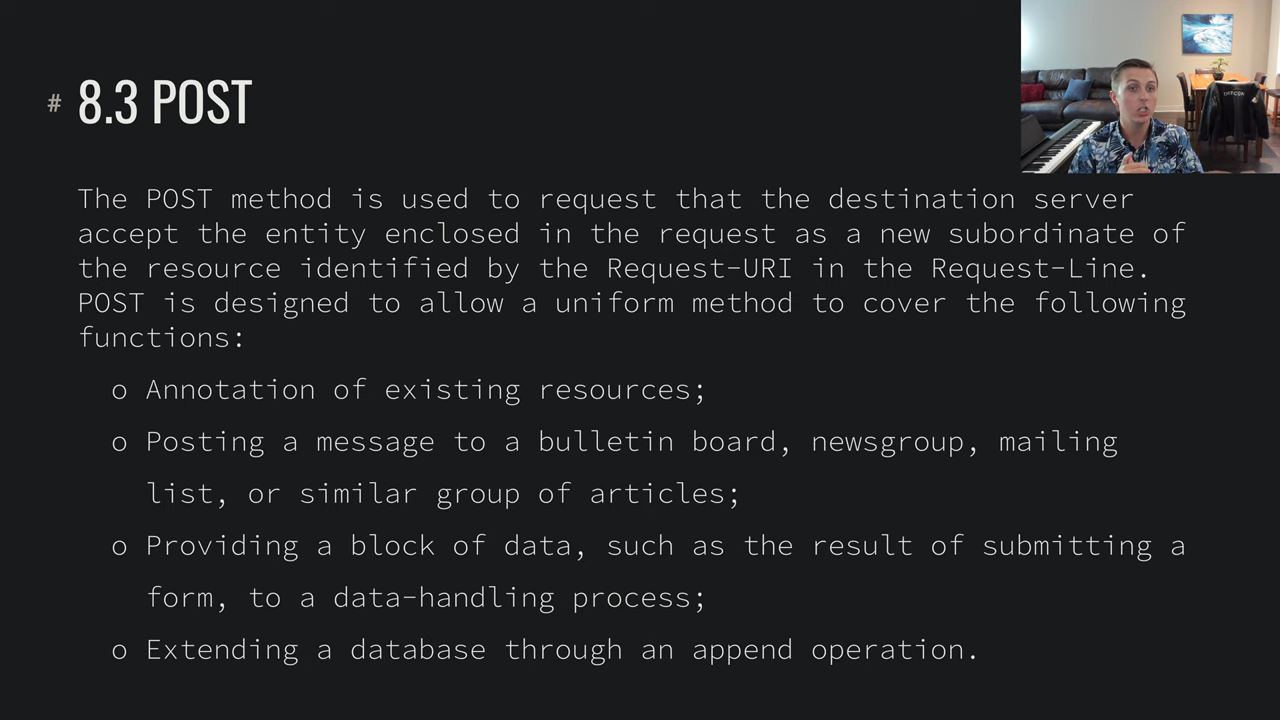 # 8.3 POST
The POST method is used to request that the destination server
accept the entity enclosed in the request as a new subordinate of
the resource identified by the Request-URI in the Request-Line.
POST is designed to allow a uniform method to cover the following
functions:
o Annotation of existing resources;
o Posting a message to a bulletin board, newsgroup, mailing
list, or similar group of articles;
o Providing a block of data, such as the result of submitting a
form, to a data-handling process;
o Extending a database through an append operation.
DEFCON